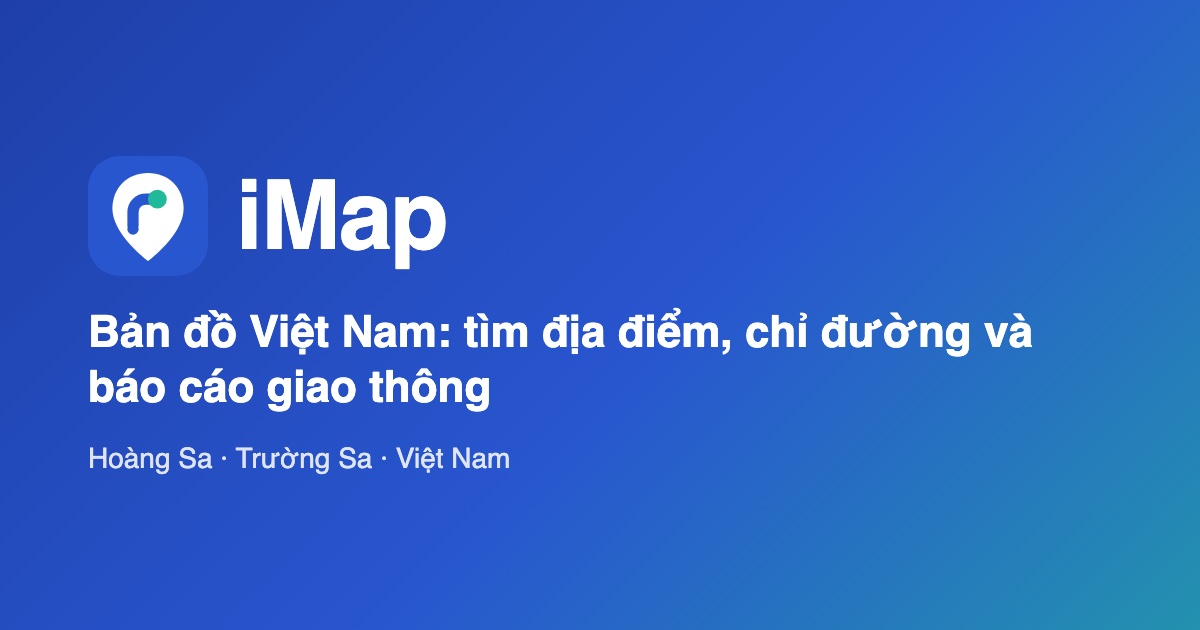 iMap
Bản đồ Việt Nam: tìm địa điểm, chỉ đường và
báo cáo giao thông
Hoàng Sa · Trường Sa · Việt Nam